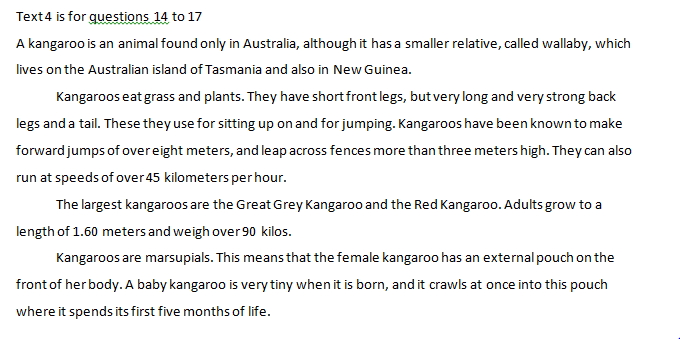 Text 4 is for questions 14 to 17
A kangaroo is an animal found only in Australia, although it has a smaller relative, called wallaby, which
lives on the Australian island of Tasmania and also in New Guinea.
Kangaroos eat grass and plants. They have short front legs, but very long and very strong back
legs and a tail. These they use for sitting up on and for jumping. Kangaroos have been known to make
forward jumps of over eight meters, and leap across fences more than three meters high. They can also
run at speeds of over 45 kilometers per hour.
The largest kangaroos are the Great Grey Kangaroo and the Red Kangaroo. Adults grow to a
length of 1.60 meters and weigh over 90 kilos.
Kangaroos are marsupials. This means that the female kangaroo has an external pouch on the
front of her body. A baby kangaroo is very tiny when it is born, and it crawls at once into this pouch
where it spends its first five months of life.